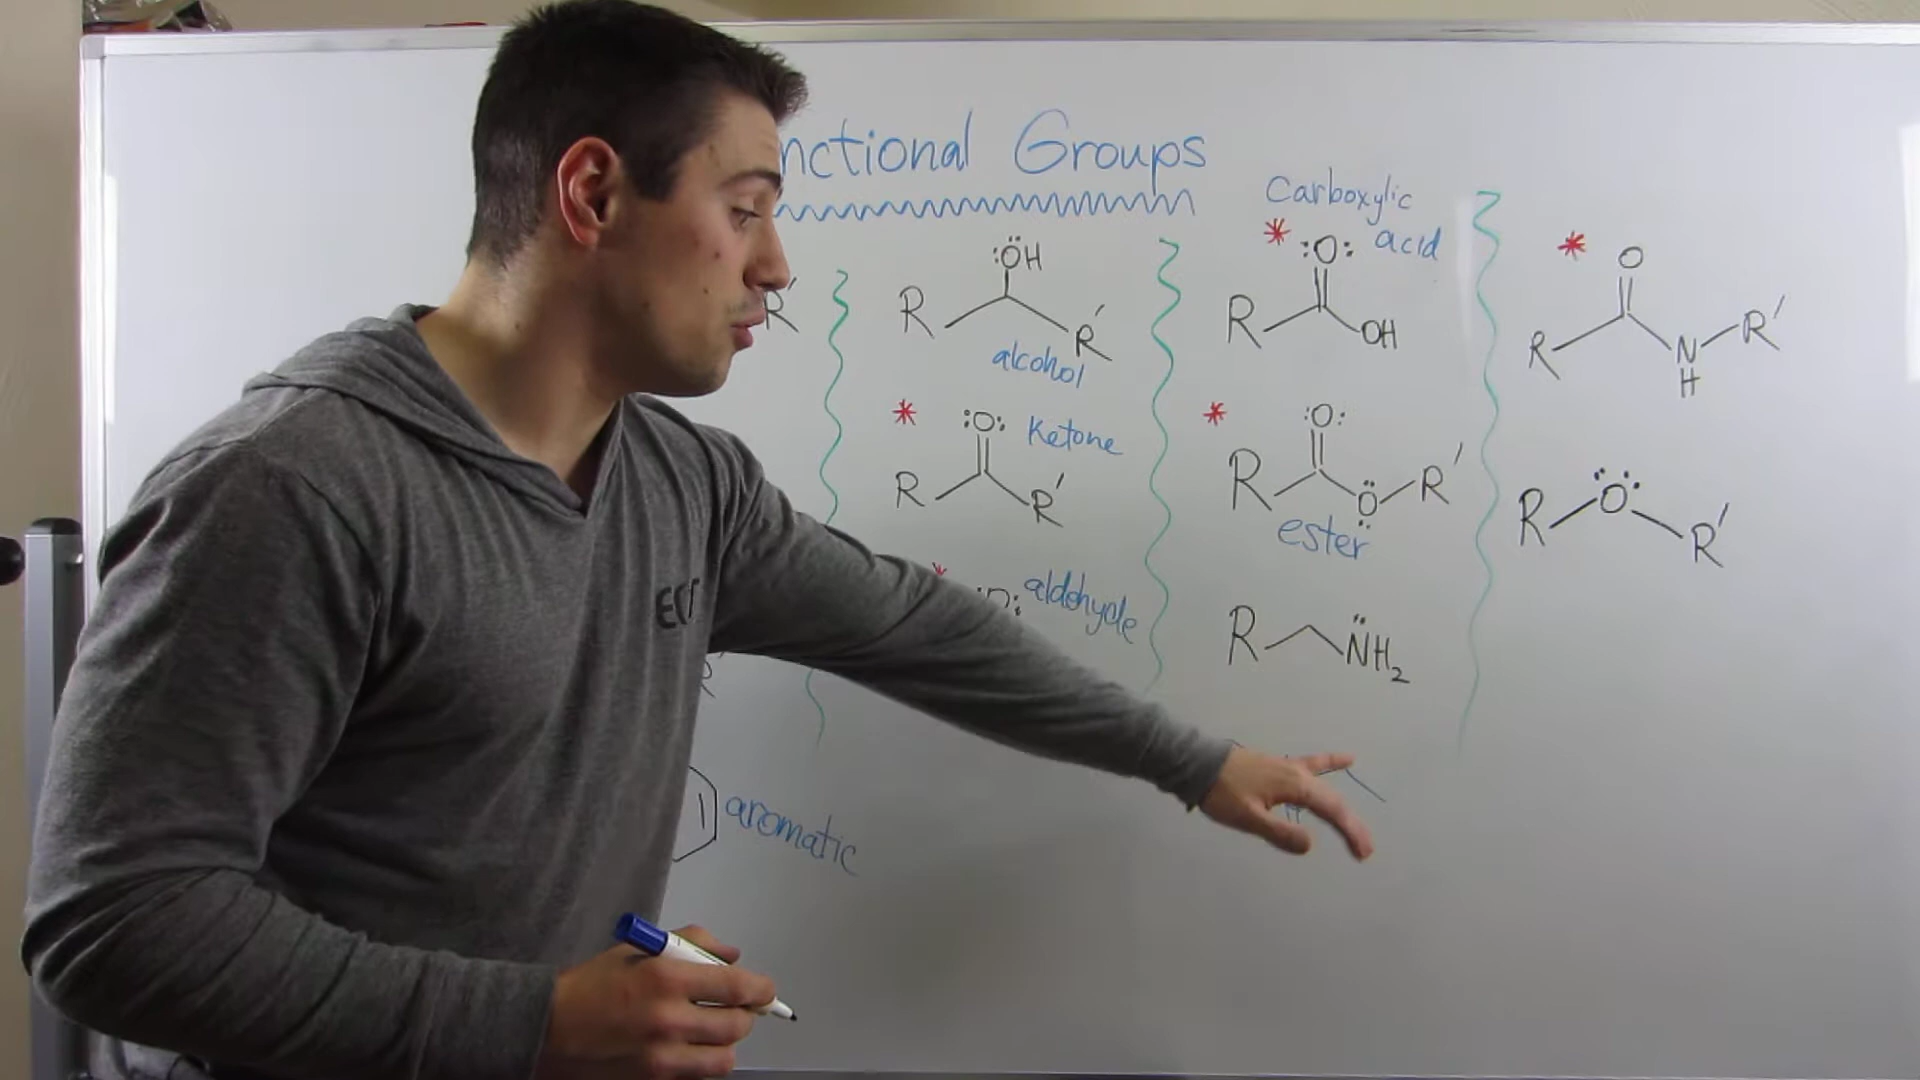 nctional Groups
R'
:ÖH
R
R'
alcohol
*
:O: Ketone
R
R'
aldehyde
aromatic
Carboxylic
* :O: acid
R
OH
*
:O:
R
O
R'
ester
R
NH2
*
O
R
N
H
R'
R
O
R'